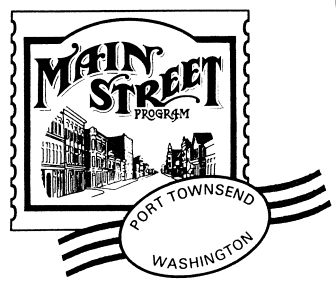 MAIN
STREET
PROGRAM
PORT TOWNSEND
WASHINGTON